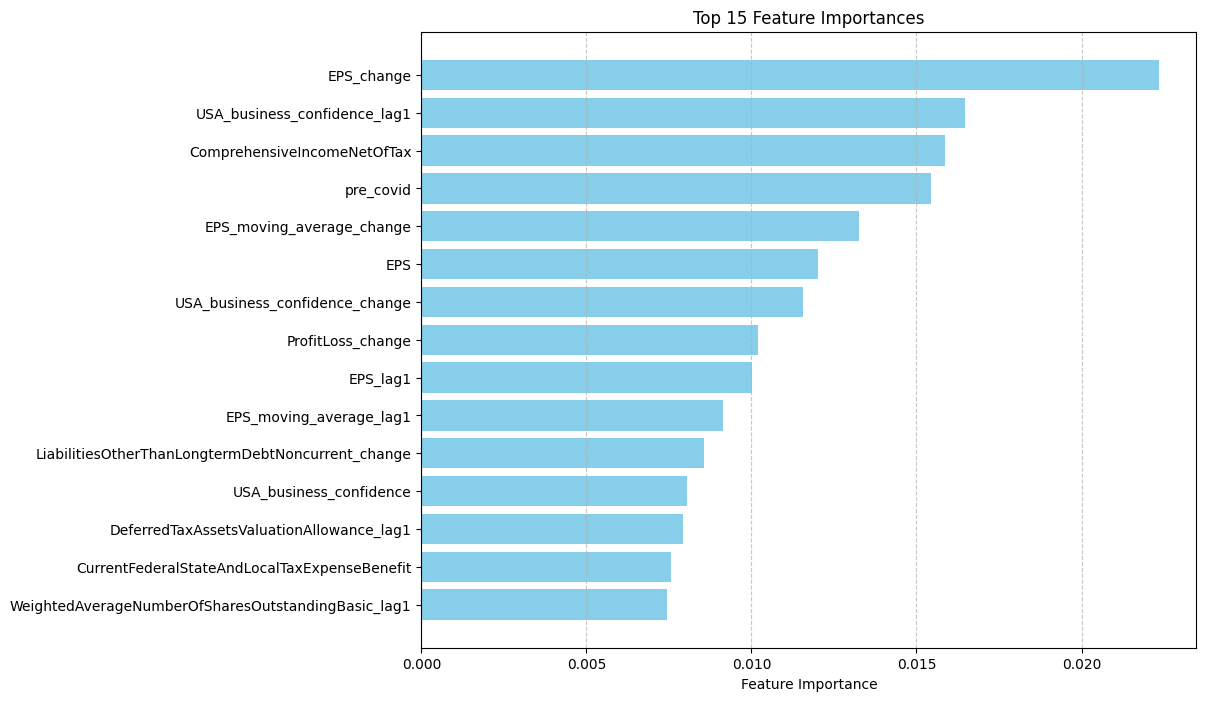 Top 15 Feature Importances
EPS_change
USA_business_confidence_lag1
ComprehensiveIncomeNetOfTax
pre_covid
EPS_moving_average_change
EPS
USA_business_confidence_change
ProfitLoss_change
EPS_lag1
EPS_moving_average_lag1
LiabilitiesOtherThanLongtermDebtNoncurrent_change
USA_business_confidence
DeferredTaxAssetsValuationAllowance_lag1
CurrentFederalStateAndLocalTaxExpenseBenefit
WeightedAverageNumberOfSharesOutstandingBasic_lag1
0.000 0.005 0.010 0.015 0.020
Feature Importance